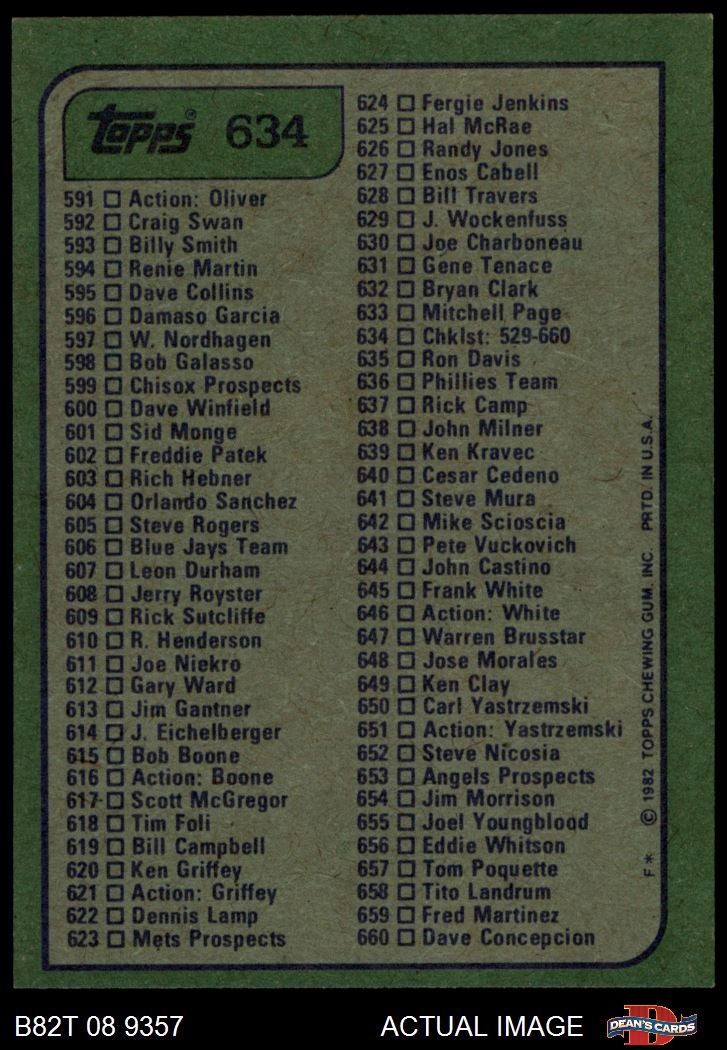 Topps® 634
591 ☐ Action: Oliver
592 ☐ Craig Swan
593 ☐ Billy Smith
594 ☐ Renie Martin
595 ☐ Dave Collins
596 ☐ Damaso Garcia
597 ☐ W. Nordhagen
598 ☐ Bob Galasso
599 ☐ Chisox Prospects
600 ☐ Dave Winfield
601 ☐ Sid Monge
602 ☐ Freddie Patek
603 ☐ Rich Hebner
604 ☐ Orlando Sanchez
605 ☐ Steve Rogers
606 ☐ Blue Jays Team
607 ☐ Leon Durham
608 ☐ Jerry Royster
609 ☐ Rick Sutcliffe
610 ☐ R. Henderson
611 ☐ Joe Niekro
612 ☐ Gary Ward
613 ☐ Jim Gantner
614 ☐ J. Eichelberger
615 ☐ Bob Boone
616 ☐ Action: Boone
617 ☐ Scott McGregor
618 ☐ Tim Foli
619 ☐ Bill Campbell
620 ☐ Ken Griffey
621 ☐ Action: Griffey
622 ☐ Dennis Lamp
623 ☐ Mets Prospects
624 ☐ Fergie Jenkins
625 ☐ Hal McRae
626 ☐ Randy Jones
627 ☐ Enos Cabell
628 ☐ Bill Travers
629 ☐ J. Wockenfuss
630 ☐ Joe Charboneau
631 ☐ Gene Tenace
632 ☐ Bryan Clark
633 ☐ Mitchell Page
634 ☐ Chklst: 529-660
635 ☐ Ron Davis
636 ☐ Phillies Team
637 ☐ Rick Camp
638 ☐ John Milner
639 ☐ Ken Kravec
640 ☐ Cesar Cedeno
641 ☐ Steve Mura
642 ☐ Mike Scioscia
643 ☐ Pete Vuckovich
644 ☐ John Castino
645 ☐ Frank White
646 ☐ Action: White
647 ☐ Warren Brusstar
648 ☐ Jose Morales
649 ☐ Ken Clay
650 ☐ Carl Yastrzemski
651 ☐ Action: Yastrzemski
652 ☐ Steve Nicosia
653 ☐ Angels Prospects
654 ☐ Jim Morrison
655 ☐ Joel Youngblood
656 ☐ Eddie Whitson
657 ☐ Tom Poquette
658 ☐ Tito Landrum
659 ☐ Fred Martinez
660 ☐ Dave Concepcion
F* © 1982 TOPPS CHEWING GUM, INC. PRTD. IN U.S.A.
B82T 08 9357
ACTUAL IMAGE
DEAN'S CARDS